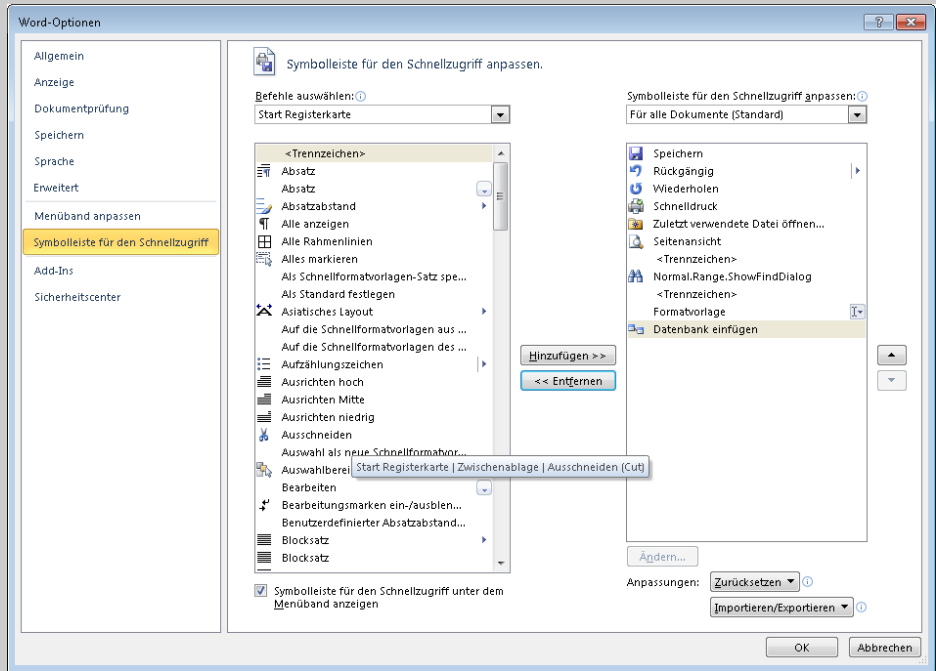 Word-Optionen
Allgemein
Anzeige
Dokumentprüfung
Speichern
Sprache
Erweitert
Menüband anpassen
Symbolleiste für den Schnellzugriff
Add-Ins
Sicherheitscenter
Symbolleiste für den Schnellzugriff anpassen.
Befehle auswählen:
Start Registerkarte
<Trennzeichen>
Absatz
Absatz
Absatzabstand
Alle anzeigen
Alle Rahmenlinien
Alles markieren
Als Schnellformatvorlagen-Satz spe...
Als Standard festlegen
Asiatisches Layout
Auf die Schnellformatvorlagen aus ...
Auf die Schnellformatvorlagen des ...
Aufzählungszeichen
Ausrichten hoch
Ausrichten Mitte
Ausrichten niedrig
Ausschneiden
Auswahl als neue Schnellformatvor...
Auswahlberei
Start Registerkarte | Zwischenablage | Ausschneiden (Cut)
Bearbeiten
Bearbeitungsmarken ein-/ausblen...
Benutzerdefinierter Absatzabstand...
Blocksatz
Blocksatz
Symbolleiste für den Schnellzugriff unter dem
Menüband anzeigen
Hinzufügen >>
<< Entfernen
Symbolleiste für den Schnellzugriff anpassen:
Für alle Dokumente (Standard)
Speichern
Rückgängig
Wiederholen
Schnelldruck
Zuletzt verwendete Datei öffnen...
Seitenansicht
<Trennzeichen>
Normal.Range.ShowFindDialog
<Trennzeichen>
Formatvorlage
Datenbank einfügen
Ändern...
Anpassungen:
Zurücksetzen
Importieren/Exportieren
OK
Abbrechen